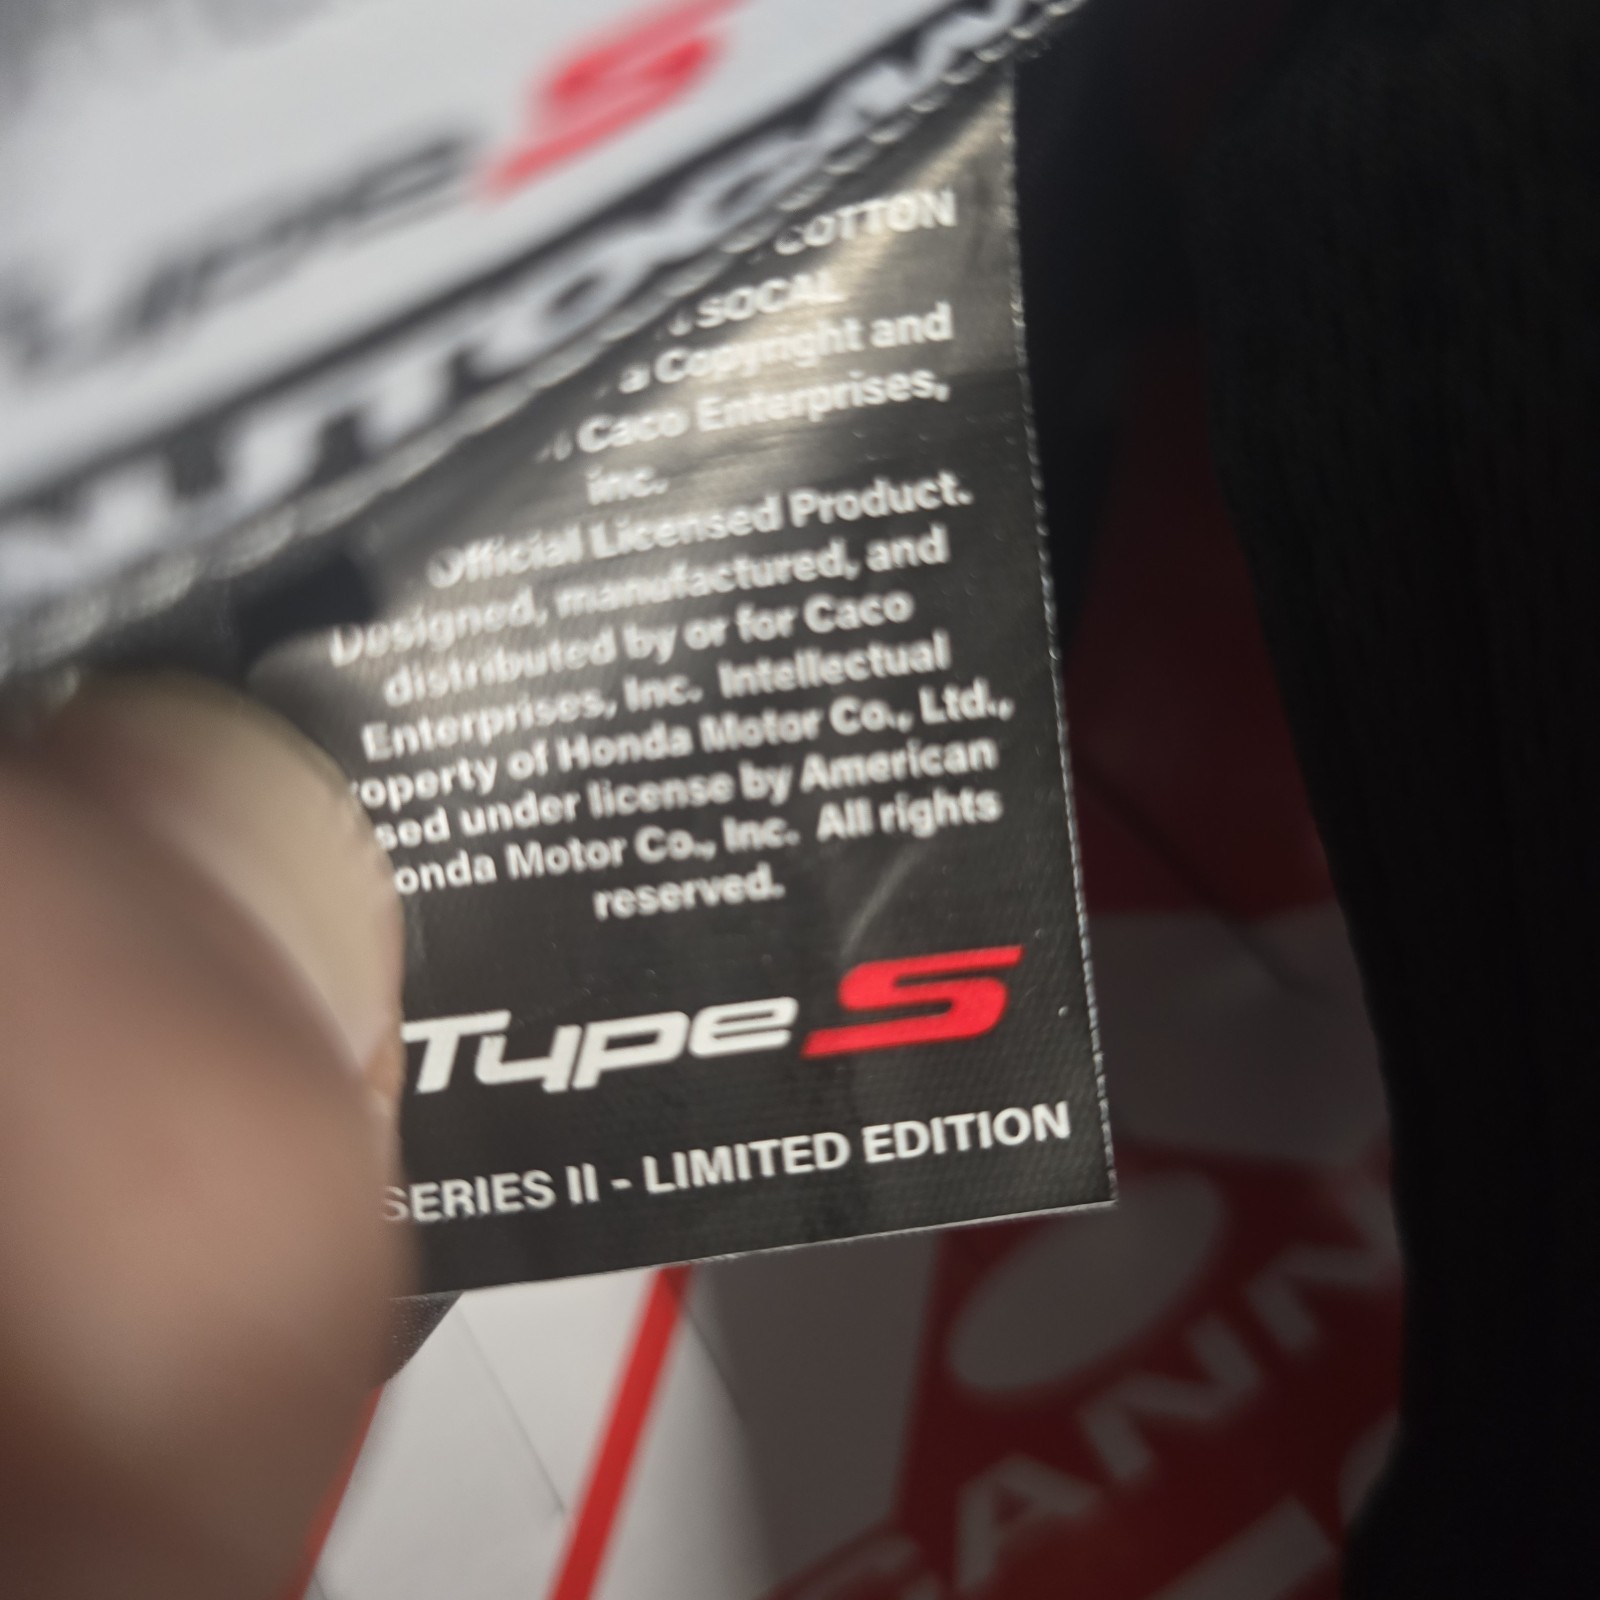 Type S
COTTON
SOCAL
a Copyright and
Caco Enterprises,
inc.
Official Licensed Product.
Designed, manufactured, and
distributed by or for Caco
Enterprises, Inc. Intellectual
roperty of Honda Motor Co., Ltd.,
sed under license by American
onda Motor Co., Inc. All rights
reserved.
Type S
SERIES II - LIMITED EDITION